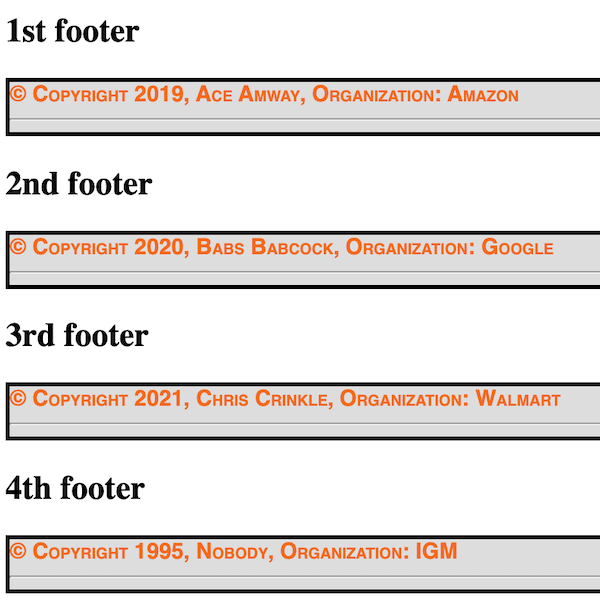 1st footer
© Copyright 2019, Ace Amway, Organization: Amazon
2nd footer
© Copyright 2020, Babs Babcock, Organization: Google
3rd footer
© Copyright 2021, Chris Crinkle, Organization: Walmart
4th footer
© Copyright 1995, Nobody, Organization: IGM